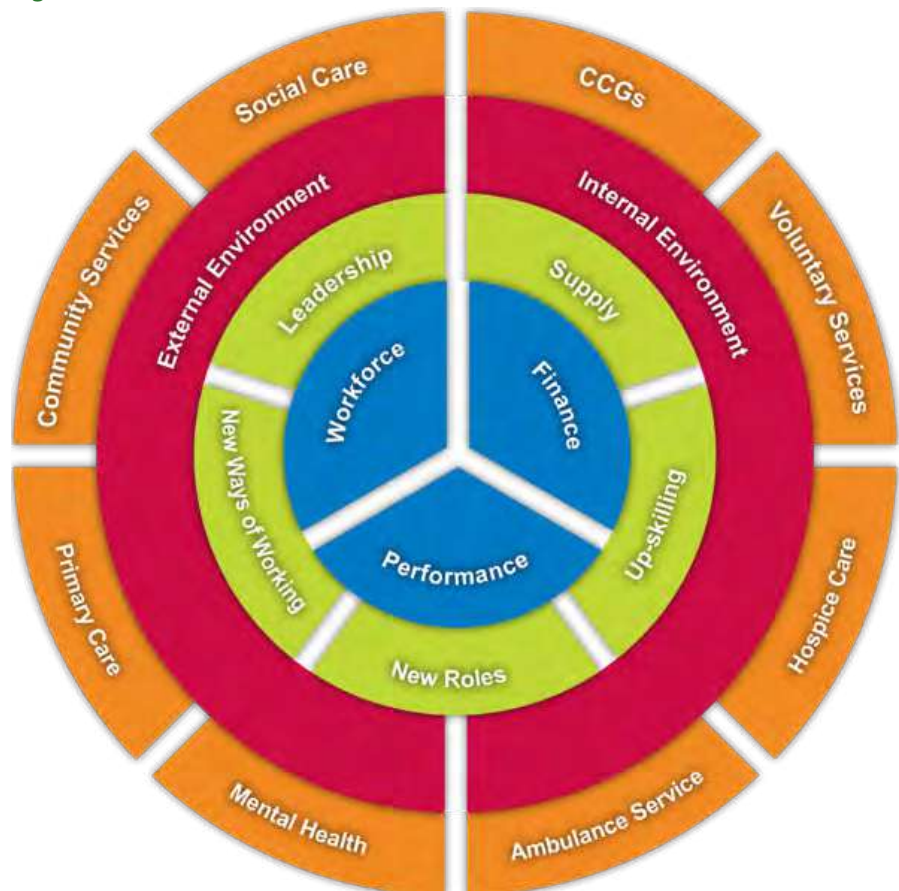 Social Care
CCGs
Community Services
Voluntary Services
External Environment
Internal Environment
Leadership
Supply
Workforce
Finance
New Ways of Working
Up-skilling
Performance
New Roles
Primary Care
Hospice Care
Mental Health
Ambulance Service